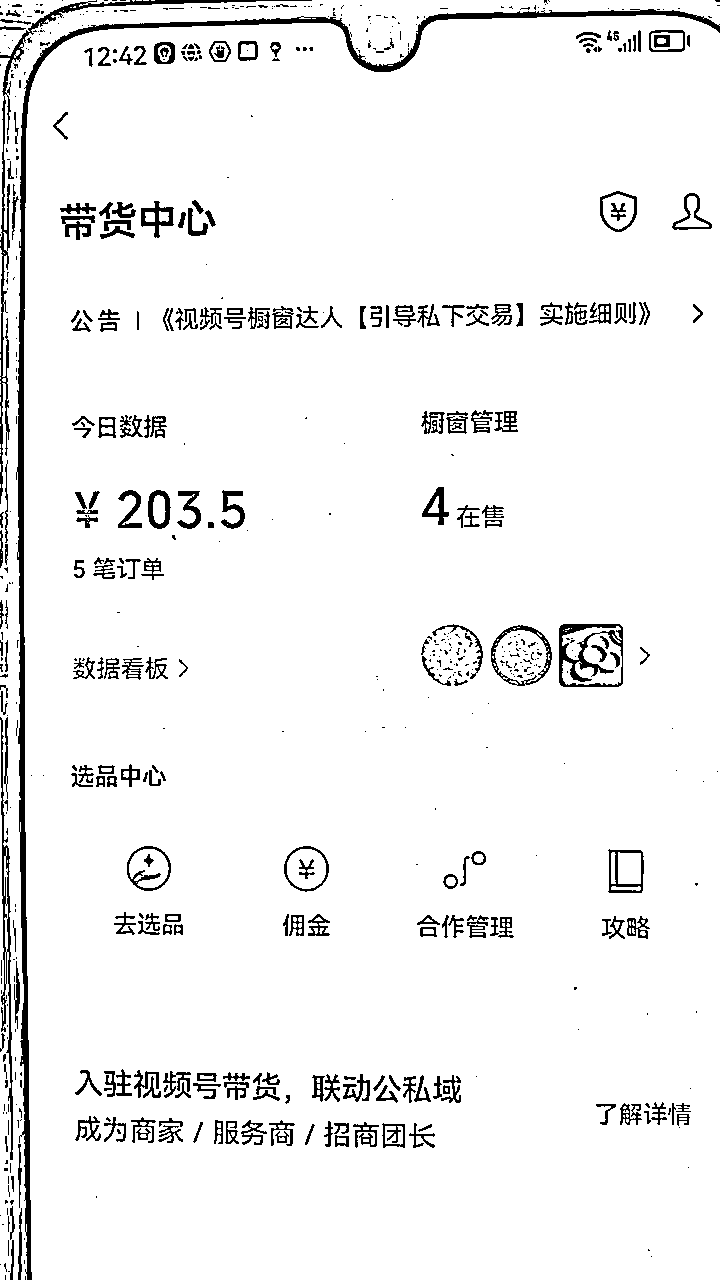 12:42
4G
带货中心
公告 | 《视频号橱窗达人【引导私下交易】实施细则》
今日数据
橱窗管理
¥ 203.5
4 在售
5 笔订单
数据看板
选品中心
去选品
佣金
合作管理
攻略
入驻视频号带货，联动公私域
成为商家 / 服务商 / 招商团长
了解详情